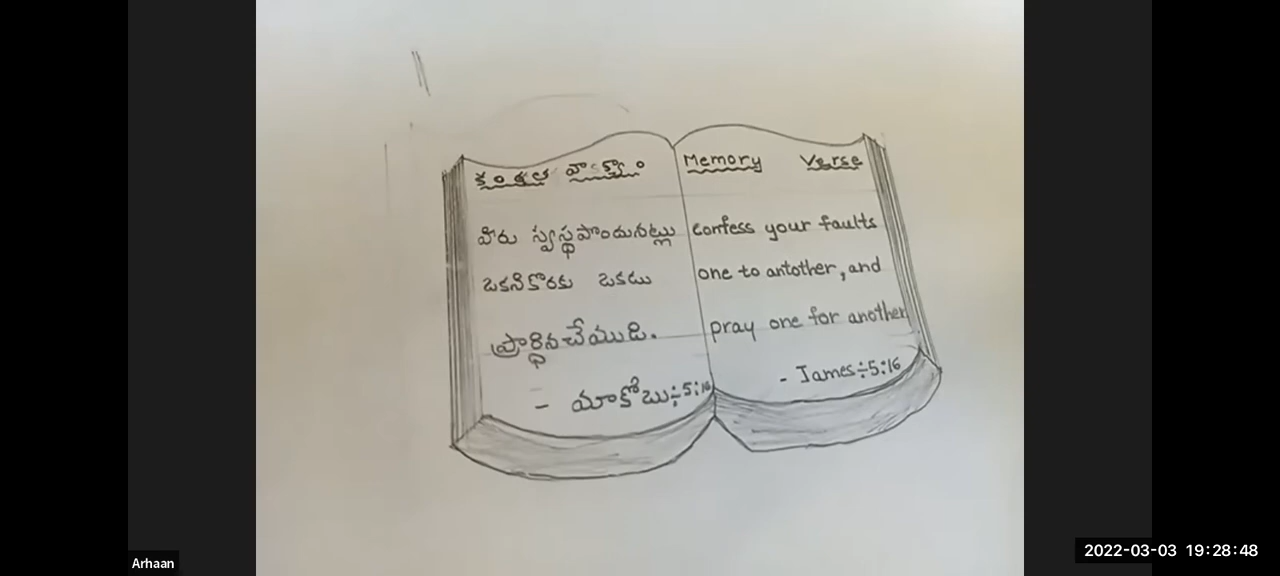 కంఠత వాక్యం
మీరు స్వస్థపొందునట్లు
ఒకనికొరకు ఒకడు
ప్రార్థనచేయుడి.
- యాకోబు÷5:16
Memory Verse
confess your faults
one to antother, and
pray one for another
- James÷5:16
Arhaan
2022-03-03 19:28:48